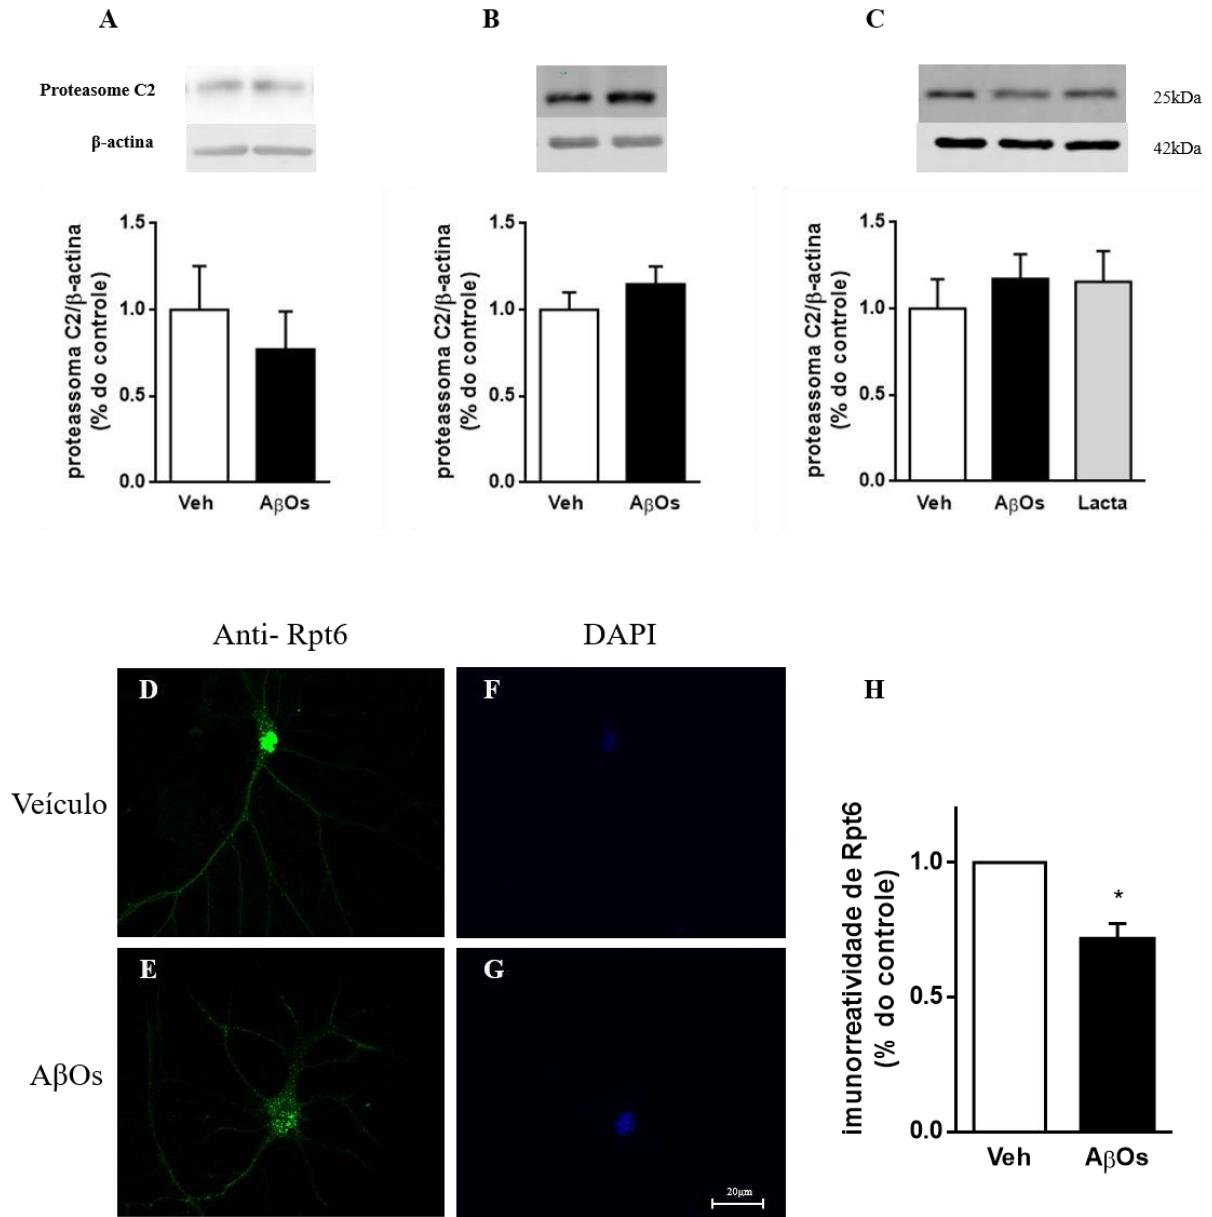 A
B
C
Proteasome C2
β-actina
25kDa
42kDa
proteassoma C2/β-actina
(% do controle)
1.5
1.0
0.5
0.0
Veh
AβOs
proteassoma C2/β-actina
(% do controle)
1.5
1.0
0.5
0.0
Veh
AβOs
proteassoma C2/β-actina
(% do controle)
1.5
1.0
0.5
0.0
Veh
AβOs
Lacta
Anti- Rpt6
DAPI
D
F
H
Veículo
E
G
AβOs
20μm
imunorreatividade de Rpt6
(% do controle)
1.0
0.5
0.0
*
Veh
AβOs